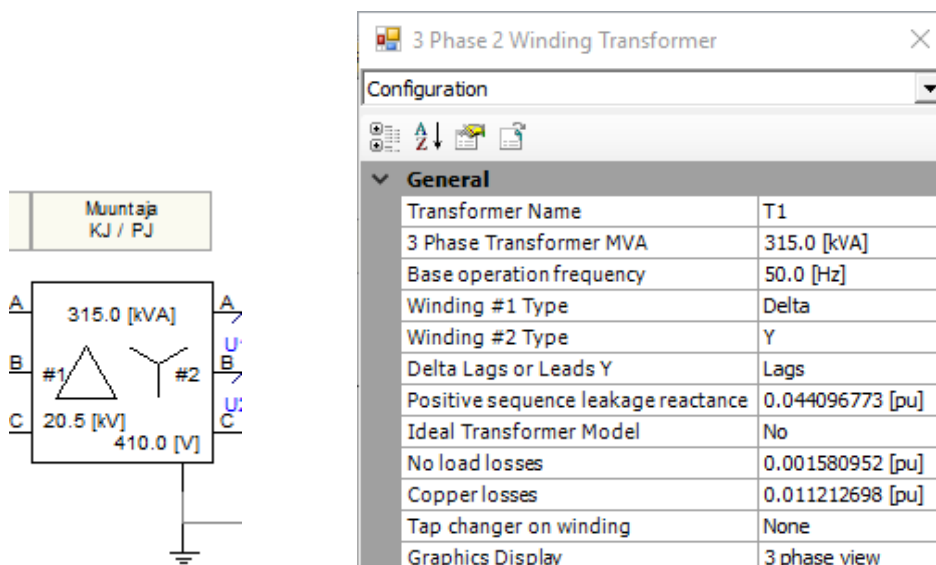 Muuntaja
KJ / PJ
A
315.0 [kVA]
A
B
#1
#2
B
C
20.5 [kV]
410.0 [V]
C
3 Phase 2 Winding Transformer
Configuration
General
Transformer Name T1
3 Phase Transformer MVA 315.0 [kVA]
Base operation frequency 50.0 [Hz]
Winding #1 Type Delta
Winding #2 Type Y
Delta Lags or Leads Y Lags
Positive sequence leakage reactance 0.044096773 [pu]
Ideal Transformer Model No
No load losses 0.001580952 [pu]
Copper losses 0.011212698 [pu]
Tap changer on winding None
Graphics Display 3 phase view